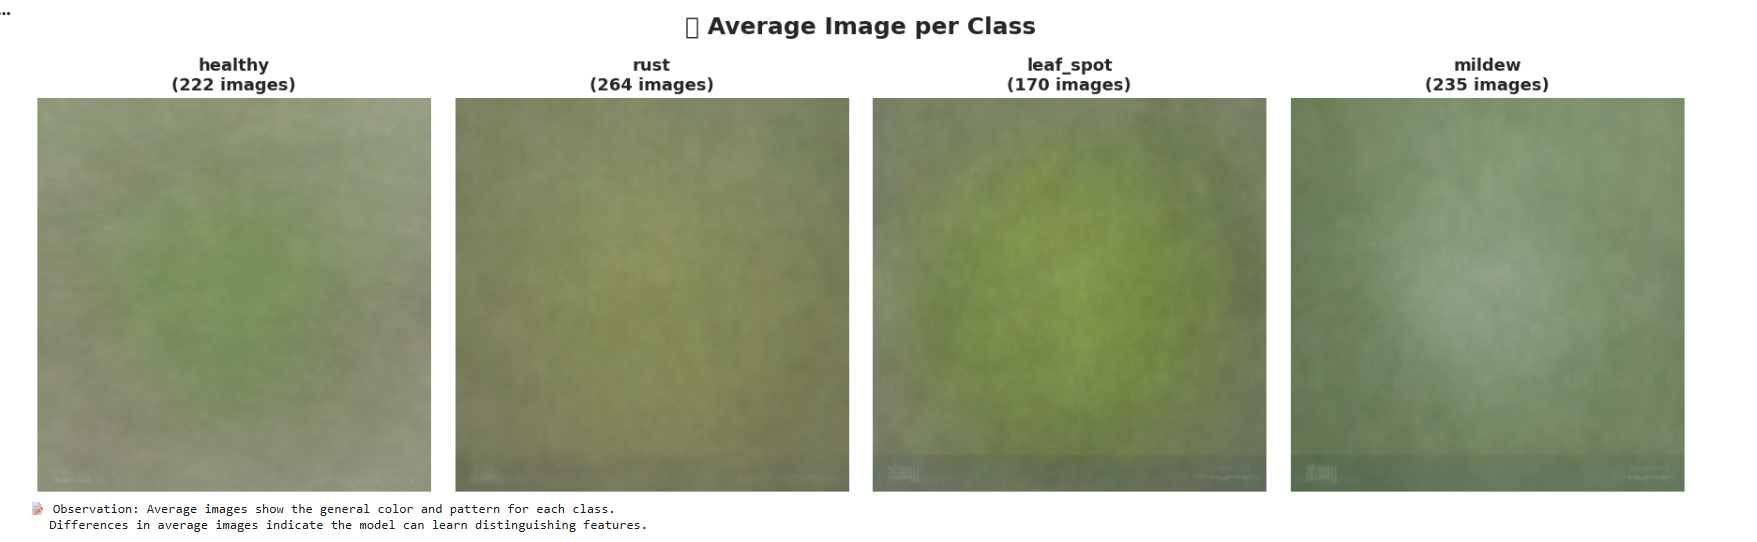 ...
Average Image per Class
healthy
(222 images)
rust
(264 images)
leaf_spot
(170 images)
mildew
(235 images)
alamy
alamy
Observation: Average images show the general color and pattern for each class.
Differences in average images indicate the model can learn distinguishing features.